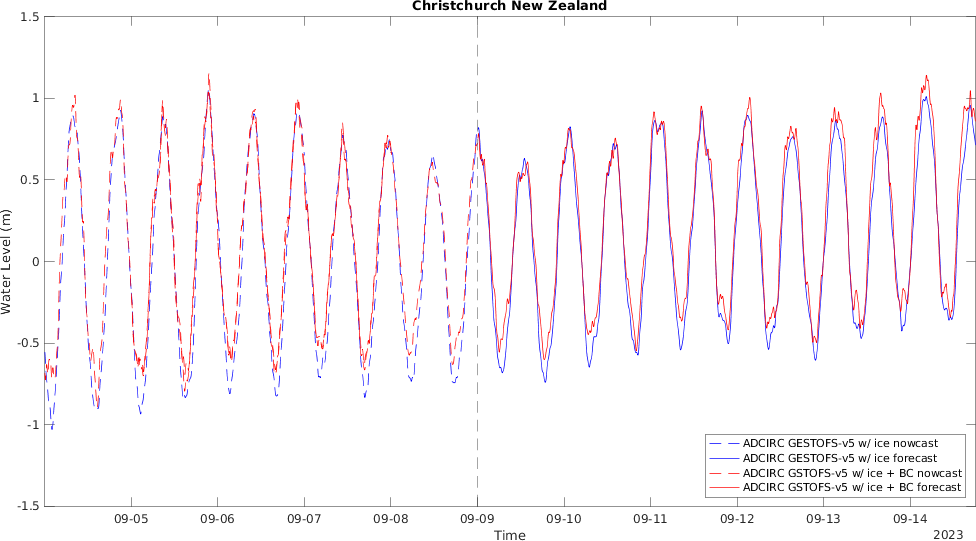 Christchurch New Zealand
1.5
1
0.5
0
-0.5
-1
-1.5
Water Level (m)
09-05 09-06 09-07 09-08 09-09 09-10 09-11 09-12 09-13 09-14
Time
2023
ADCIRC GESTOFS-v5 w/ ice nowcast
ADCIRC GESTOFS-v5 w/ ice forecast
ADCIRC GSTOFS-v5 w/ ice + BC nowcast
ADCIRC GSTOFS-v5 w/ ice + BC forecast